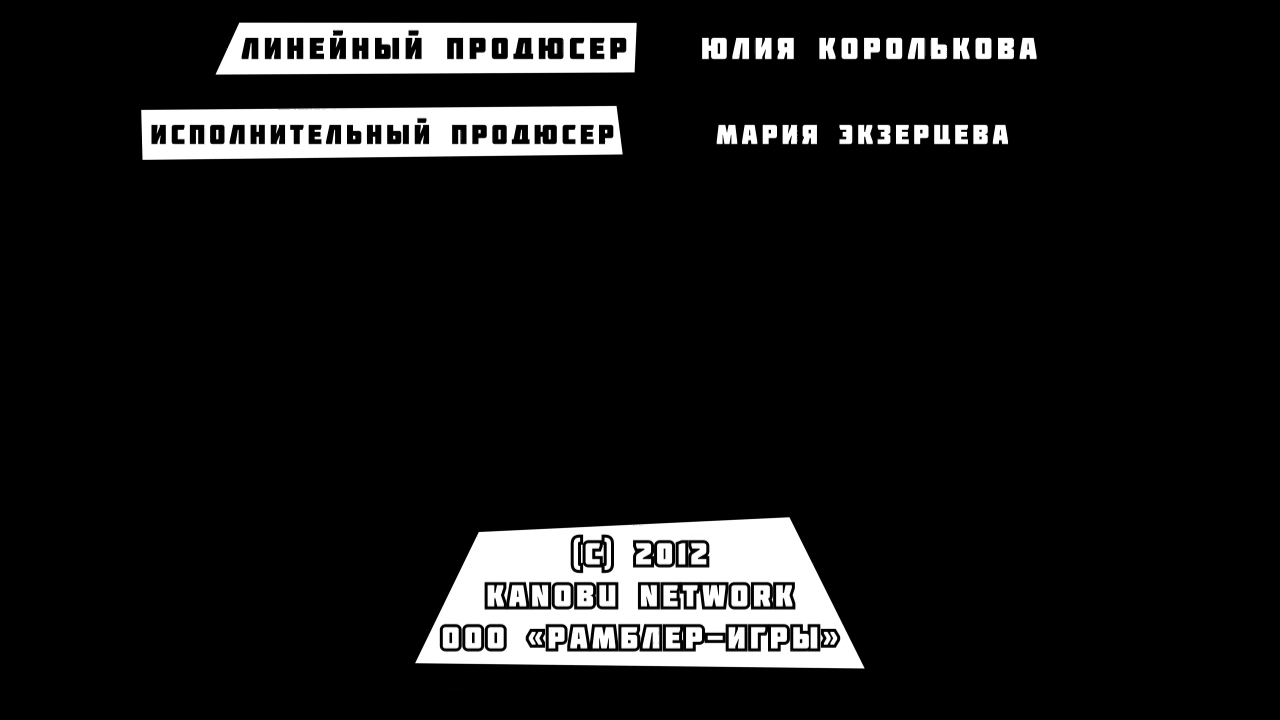 ЛИНЕЙНЫЙ ПРОДЮСЕР ЮЛИЯ КОРОЛЬКОВА
ИСПОЛНИТЕЛЬНЫЙ ПРОДЮСЕР МАРИЯ ЭКЗЕРЦЕВА
(C) 2012
KANOBU NETWORK
ООО «РАМБЛЕР-ИГРЫ»